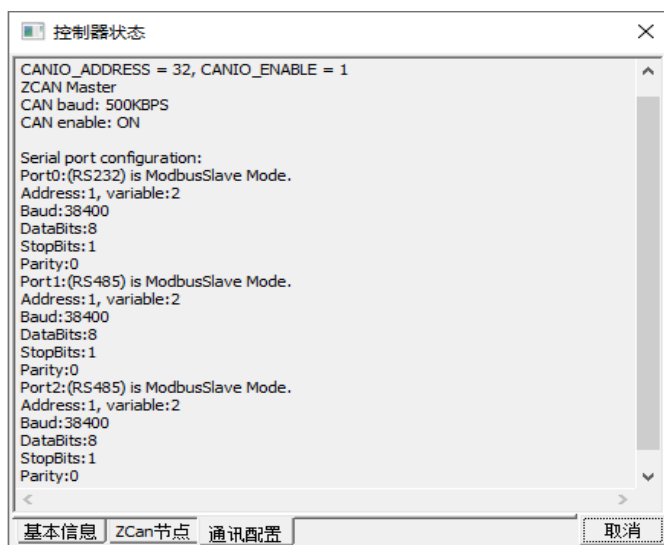 控制器状态
CANIO_ADDRESS = 32, CANIO_ENABLE = 1
ZCAN Master
CAN baud: 500KBPS
CAN enable: ON
Serial port configuration:
Port0:(RS232) is ModbusSlave Mode.
Address:1, variable:2
Baud:38400
DataBits:8
StopBits:1
Parity:0
Port1:(RS485) is ModbusSlave Mode.
Address:1, variable:2
Baud:38400
DataBits:8
StopBits:1
Parity:0
Port2:(RS485) is ModbusSlave Mode.
Address:1, variable:2
Baud:38400
DataBits:8
StopBits:1
Parity:0
基本信息 ZCan节点 通讯配置 取消